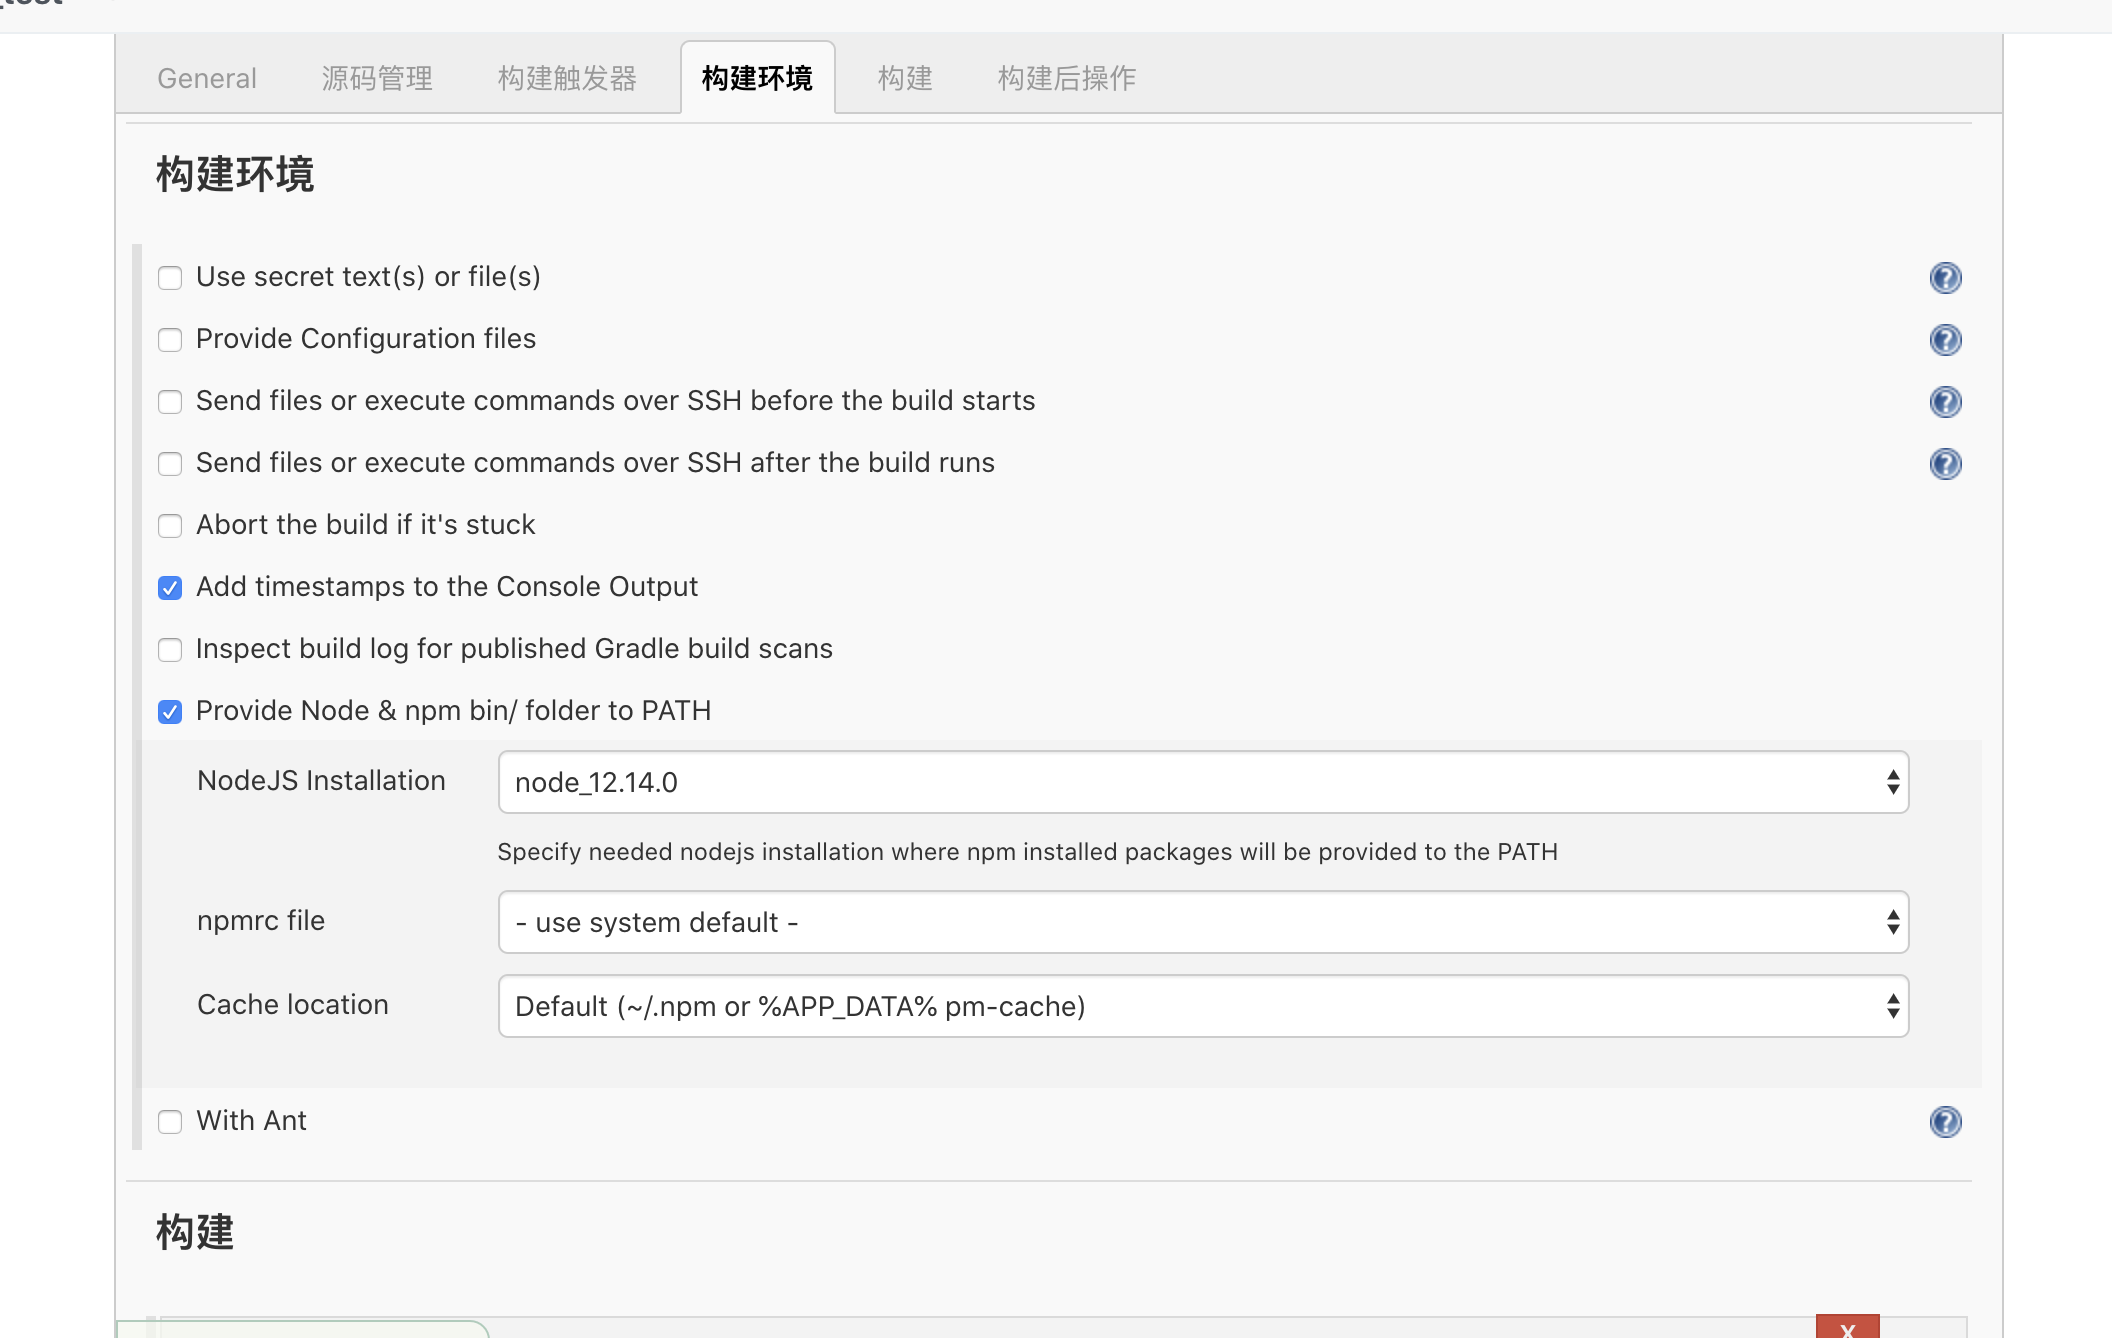 General 源码管理 构建触发器 构建环境 构建 构建后操作
构建环境
Use secret text(s) or file(s)
Provide Configuration files
Send files or execute commands over SSH before the build starts
Send files or execute commands over SSH after the build runs
Abort the build if it's stuck
Add timestamps to the Console Output
Inspect build log for published Gradle build scans
Provide Node & npm bin/ folder to PATH
NodeJS Installation node_12.14.0
Specify needed nodejs installation where npm installed packages will be provided to the PATH
npmrc file - use system default -
Cache location Default (~/.npm or %APP_DATA% pm-cache)
With Ant
构建
X